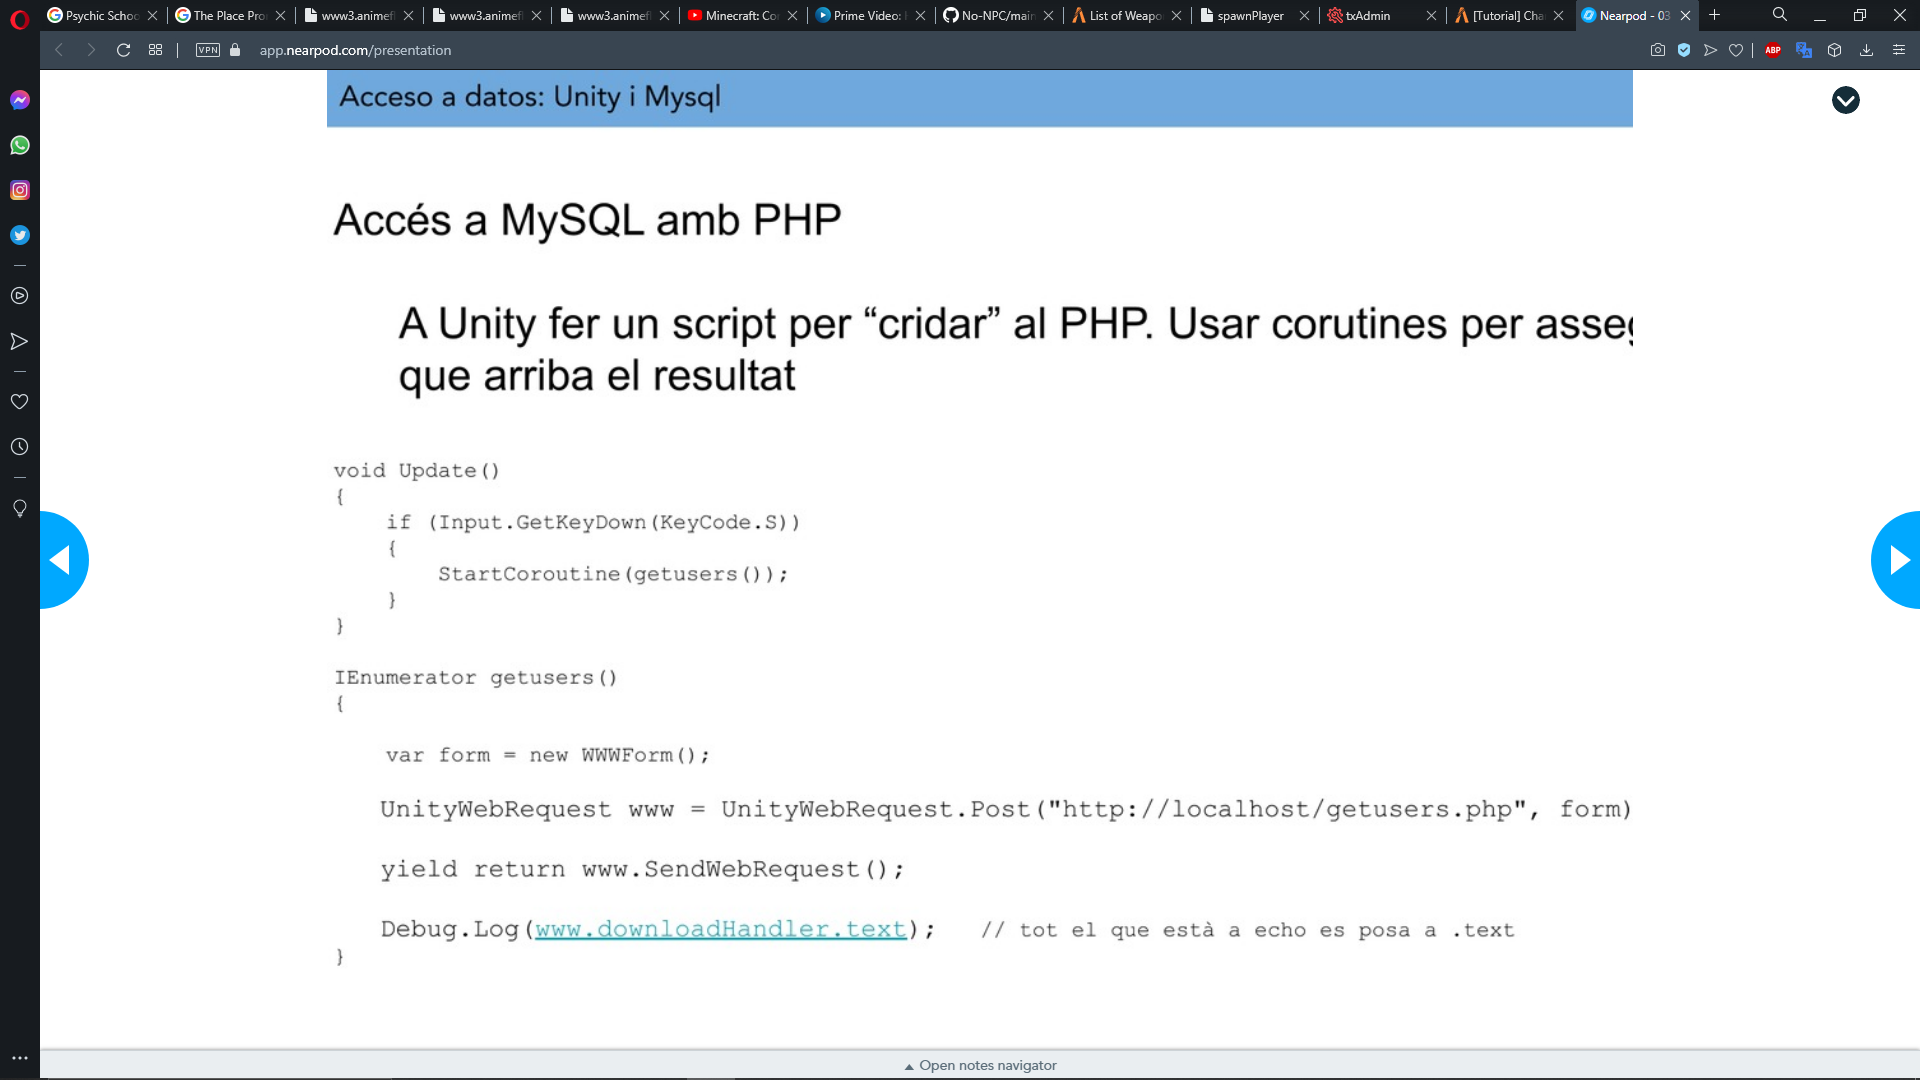 Psychic Schoo
The Place Pro
www3.animefl
www3.animefl
www3.animefl
Minecraft: Co
Prime Video:
No-NPC/main
List of Weapo
spawnPlayer
txAdmin
[Tutorial] Cha
Nearpod - 03
VPN
app.nearpod.com/presentation
ABP
Acceso a datos: Unity i Mysql
Accés a MySQL amb PHP
A Unity fer un script per “cridar” al PHP. Usar corutines per asseg
que arriba el resultat
void Update()
{
if (Input.GetKeyDown(KeyCode.S))
{
StartCoroutine(getusers());
}
}
IEnumerator getusers()
{
var form = new WWWForm();
UnityWebRequest www = UnityWebRequest.Post("http://localhost/getusers.php", form)
yield return www.SendWebRequest();
Debug.Log(www.downloadHandler.text); // tot el que està a echo es posa a .text
}
Open notes navigator